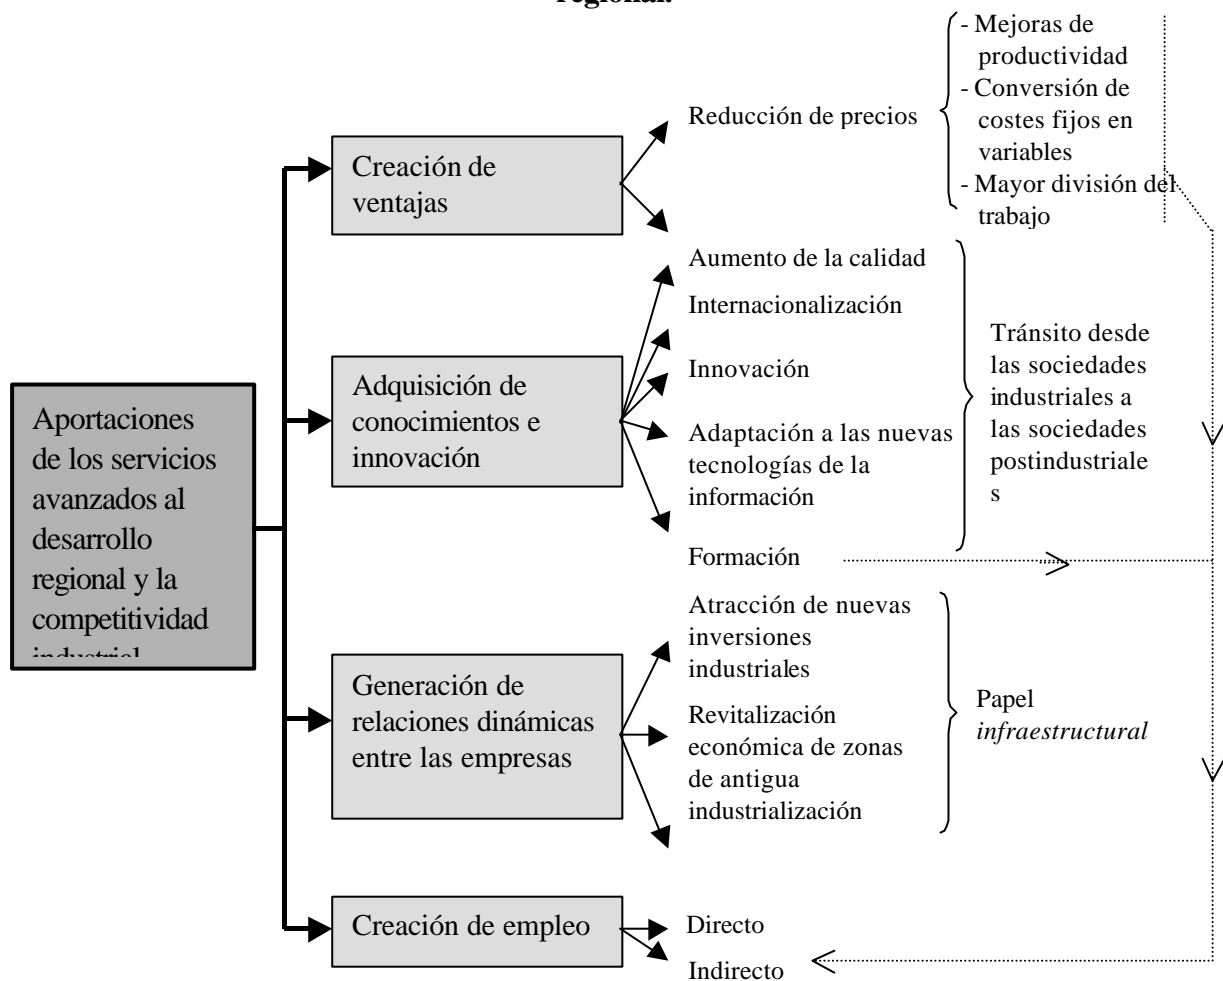 regional.
- Mejoras de
productividad
- Conversión de
costes fijos en
variables
- Mayor división del
trabajo
Reducción de precios
Creación de
ventajas
Aumento de la calidad
Internacionalización
Innovación
Adaptación a las nuevas
tecnologías de la
información
Formación
Tránsito desde
las sociedades
industriales a
las sociedades
postindustriale
s
Adquisición de
conocimientos e
innovación
Aportaciones
de los servicios
avanzados al
desarrollo
regional y la
competitividad
industrial
Atracción de nuevas
inversiones
industriales
Revitalización
económica de zonas
de antigua
industrialización
Papel
infraestructural
Generación de
relaciones dinámicas
entre las empresas
Creación de empleo
Directo
Indirecto